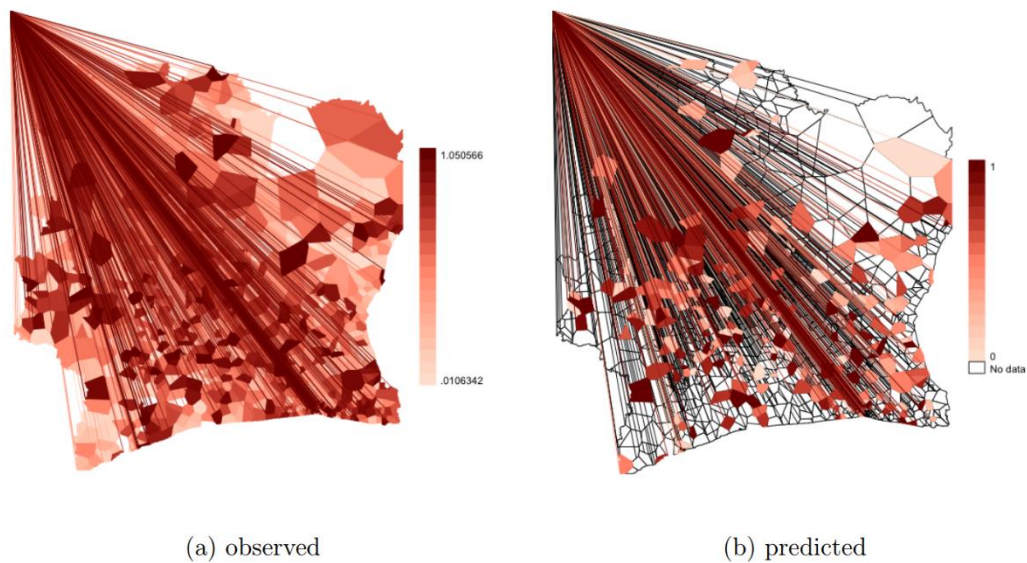 1.050566
.0106342
1
0
No data
(a) observed
(b) predicted